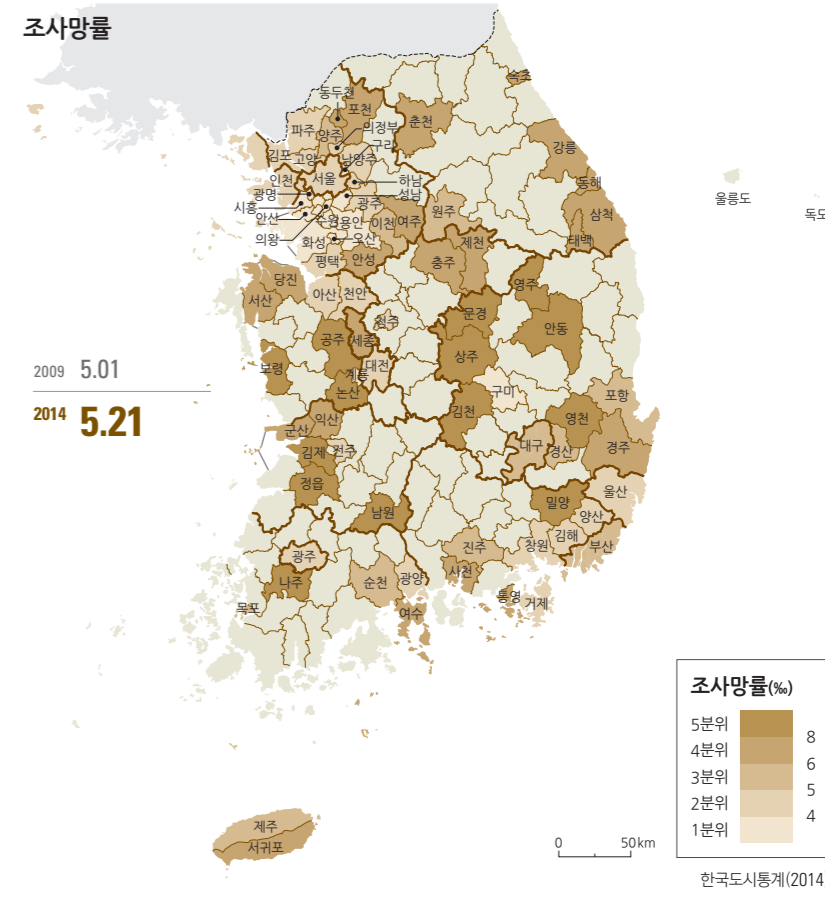 조사망률
속초
동두천
포천
춘천
파주
양주
의정부
구리
강릉
김포
고양
남양주
인천
서울
하남
동해
광명
성남
울릉도
시흥
광주
원주
삼척
독도
안산
수원
용인
이천
여주
의왕
화성
오산
제천
태백
평택
안성
충주
당진
영주
서산
아산
천안
문경
청주
안동
공주
세종
상주
2009 5.01
보령
대전
계룡
논산
구미
포항
2014 5.21
김천
익산
영천
군산
대구
경산
경주
김제
전주
정읍
울산
밀양
남원
양산
김해
광주
진주
창원
부산
나주
순천
광양
사천
목포
통영
거제
여수
조사망률(‰)
5분위
8
4분위
6
3분위
5
2분위
4
1분위
제주
서귀포
0 50km
한국도시통계(2014